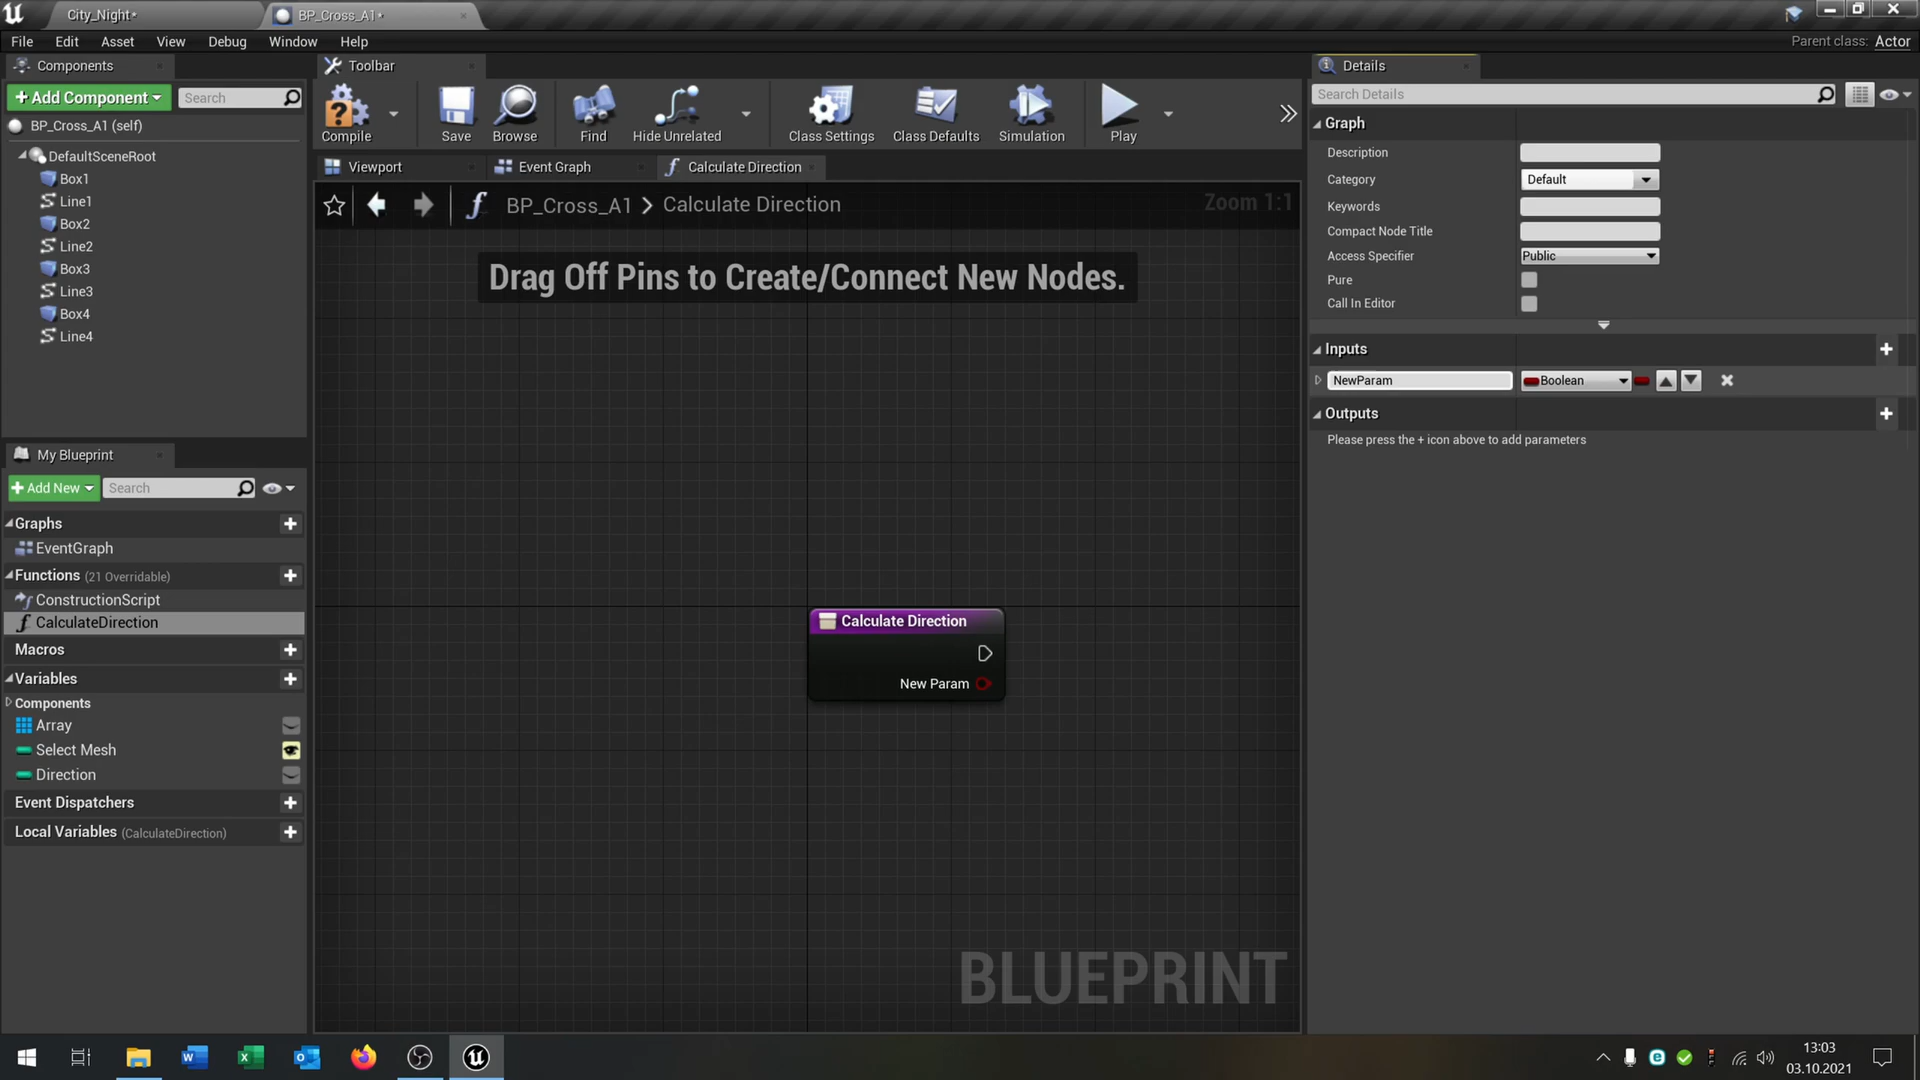 City_Night*
BP_Cross_A1*
File Edit Asset View Debug Window Help
Parent class: Actor
Components
+ Add Component
Search
BP_Cross_A1 (self)
DefaultSceneRoot
Box1
Line1
Box2
Line2
Box3
Line3
Box4
Line4
My Blueprint
+ Add New
Search
Graphs
EventGraph
Functions (21 Overridable)
ConstructionScript
CalculateDirection
Macros
Variables
Components
Array
Select Mesh
Direction
Event Dispatchers
Local Variables (CalculateDirection)
Toolbar
Compile
Save
Browse
Find
Hide Unrelated
Class Settings
Class Defaults
Simulation
Play
Viewport
Event Graph
Calculate Direction
BP_Cross_A1 > Calculate Direction
Zoom 1:1
Drag Off Pins to Create/Connect New Nodes.
Calculate Direction
New Param
BLUEPRINT
Details
Search Details
Graph
Description
Category Default
Keywords
Compact Node Title
Access Specifier Public
Pure
Call In Editor
Inputs
NewParam Boolean
Outputs
Please press the + icon above to add parameters
13:03
03.10.2021